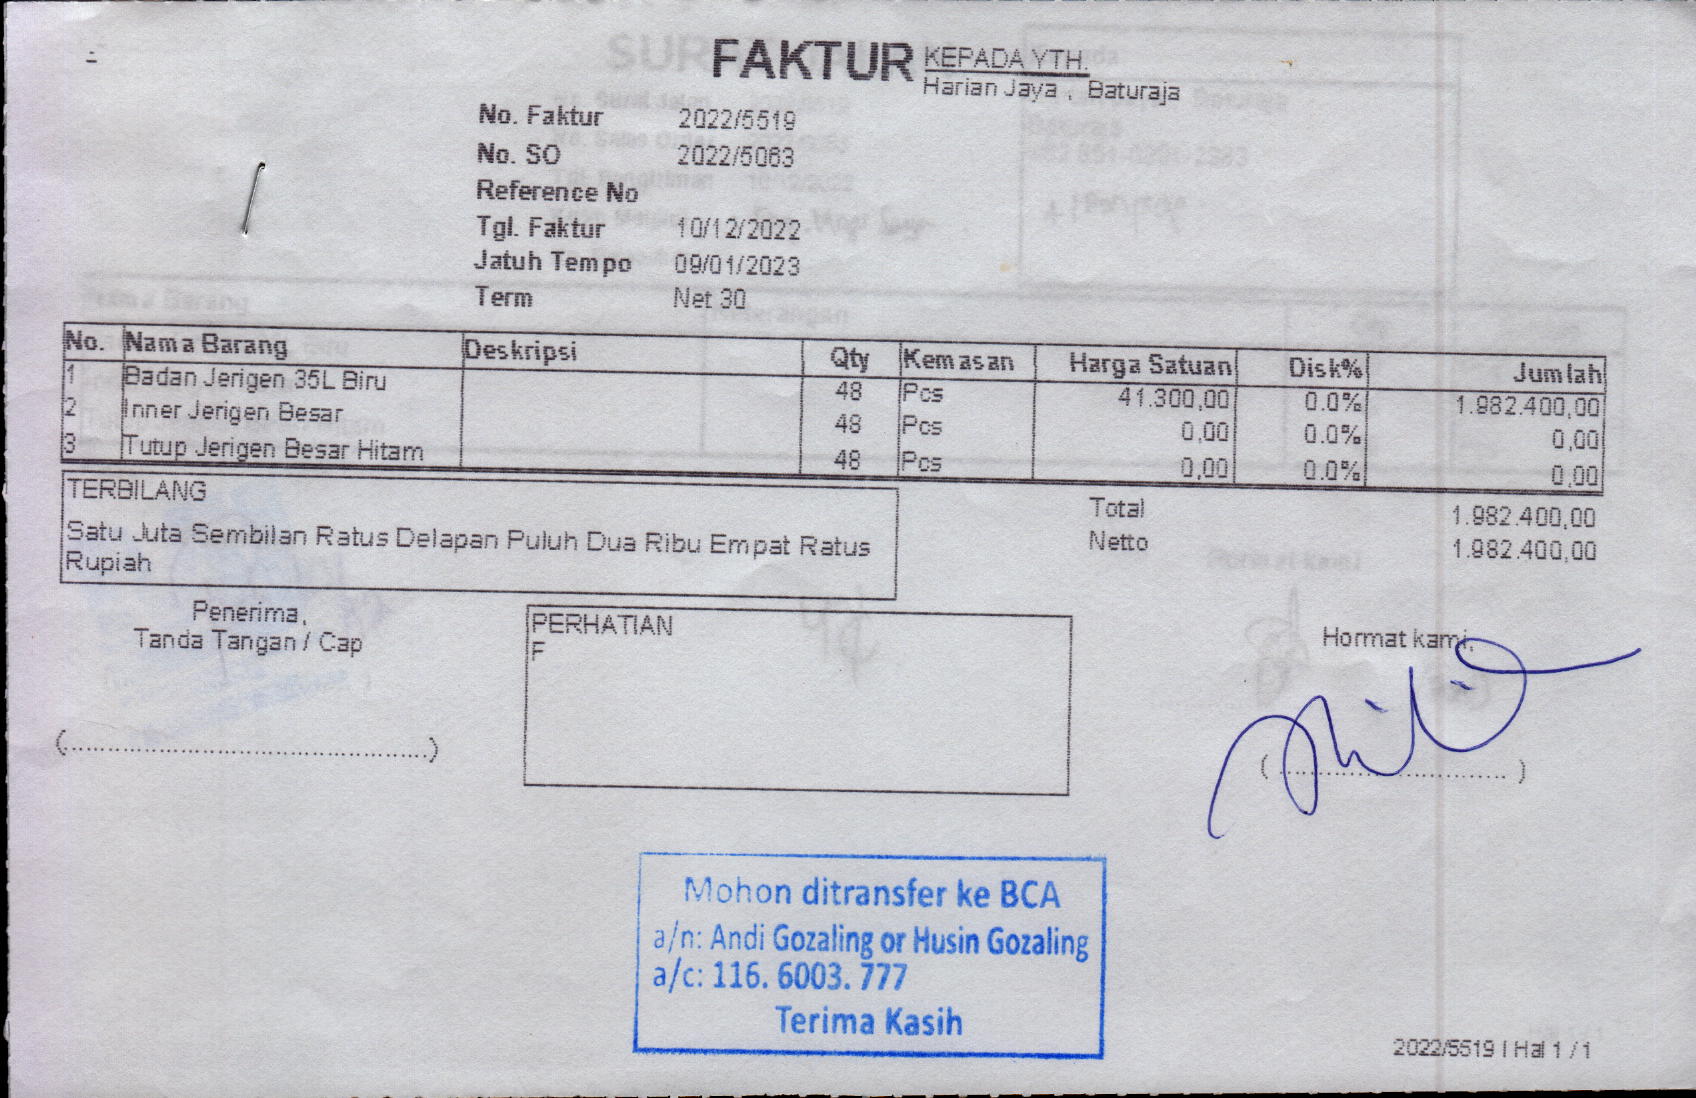 FAKTUR
KEPADA YTH.
Harian Jaya , Baturaja
No. Faktur 2022/5519
No. SO 2022/5063
Reference No
Tgl. Faktur 10/12/2022
Jatuh Tempo 09/01/2023
Term Net 30
No. Nama Barang Deskripsi Qty Kemasan Harga Satuan Disk% Jumlah
1 Badan Jerigen 35L Biru 48 Pcs 41.300,00 0.0% 1.982.400,00
2 Inner Jerigen Besar 48 Pcs 0,00 0.0% 0,00
3 Tutup Jerigen Besar Hitam 48 Pcs 0,00 0.0% 0,00
TERBILANG
Satu Juta Sembilan Ratus Delapan Puluh Dua Ribu Empat Ratus
Rupiah
Total 1.982.400,00
Netto 1.982.400,00
Penerima,
Tanda Tangan / Cap
(..............................................)
PERHATIAN
F
Hormat kami,
(.............................)
Mohon ditransfer ke BCA
a/n: Andi Gozaling or Husin Gozaling
a/c: 116. 6003. 777
Terima Kasih
2022/5519 | Hal 1 / 1